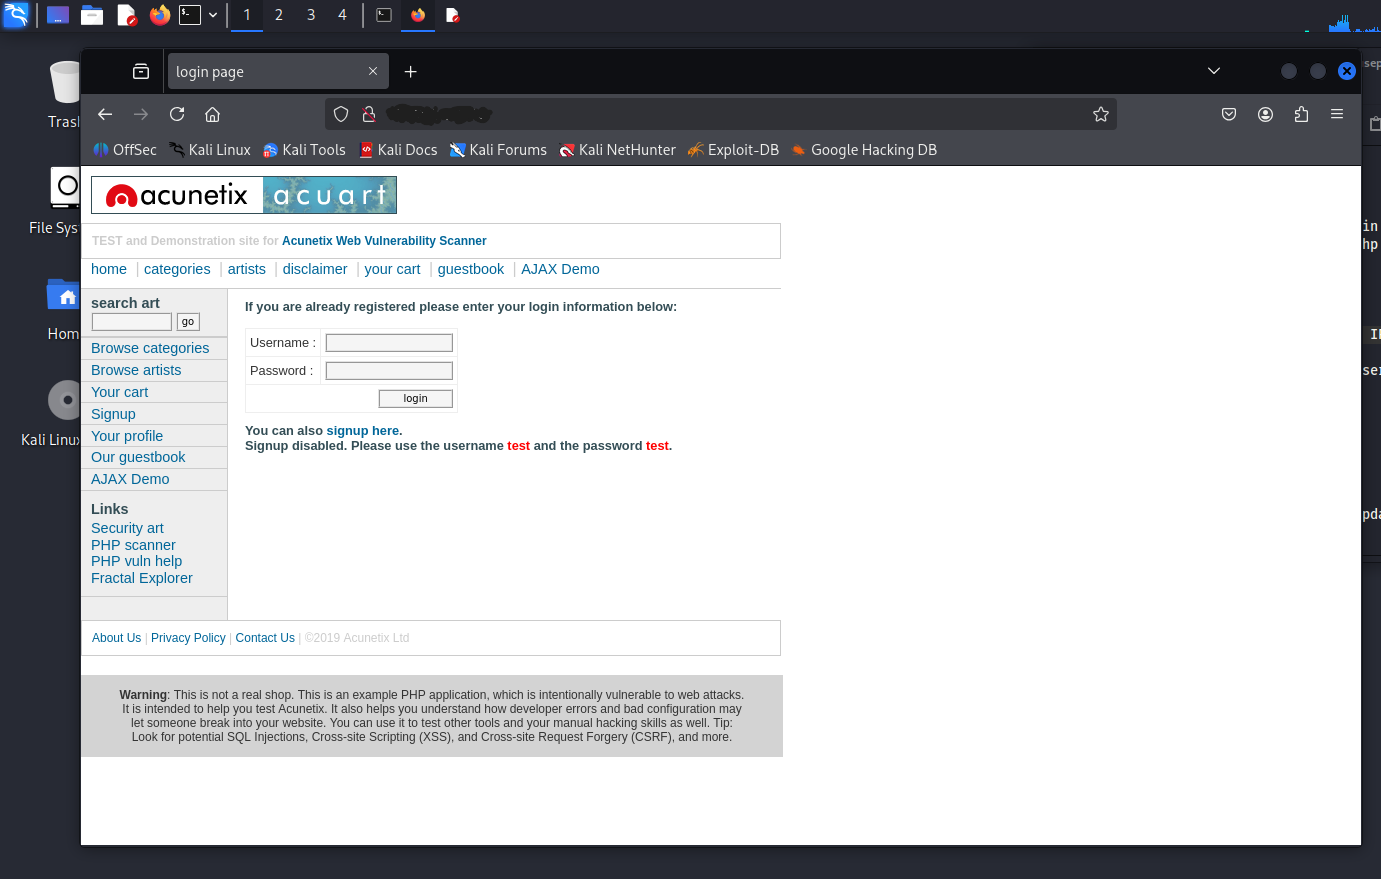 1 2 3 4
login page
OffSec Kali Linux Kali Tools Kali Docs Kali Forums Kali NetHunter Exploit-DB Google Hacking DB
Trash
File Sys
Hom
Kali Linux
acunetix acuart
TEST and Demonstration site for Acunetix Web Vulnerability Scanner
home | categories | artists | disclaimer | your cart | guestbook | AJAX Demo
search art
go
Browse categories
Browse artists
Your cart
Signup
Your profile
Our guestbook
AJAX Demo
Links
Security art
PHP scanner
PHP vuln help
Fractal Explorer
If you are already registered please enter your login information below:
Username :
Password :
login
You can also signup here.
Signup disabled. Please use the username test and the password test.
About Us | Privacy Policy | Contact Us | ©2019 Acunetix Ltd
Warning: This is not a real shop. This is an example PHP application, which is intentionally vulnerable to web attacks.
It is intended to help you test Acunetix. It also helps you understand how developer errors and bad configuration may
let someone break into your website. You can use it to test other tools and your manual hacking skills as well. Tip:
Look for potential SQL Injections, Cross-site Scripting (XSS), and Cross-site Request Forgery (CSRF), and more.